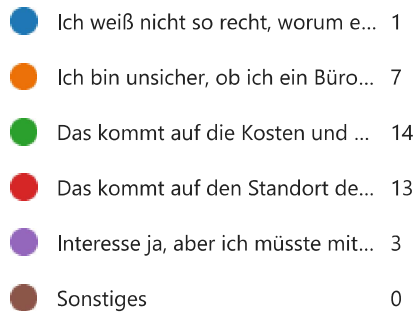 Ich weiß nicht so recht, worum e... 1
Ich bin unsicher, ob ich ein Büro... 7
Das kommt auf die Kosten und ... 14
Das kommt auf den Standort de... 13
Interesse ja, aber ich müsste mit... 3
Sonstiges 0